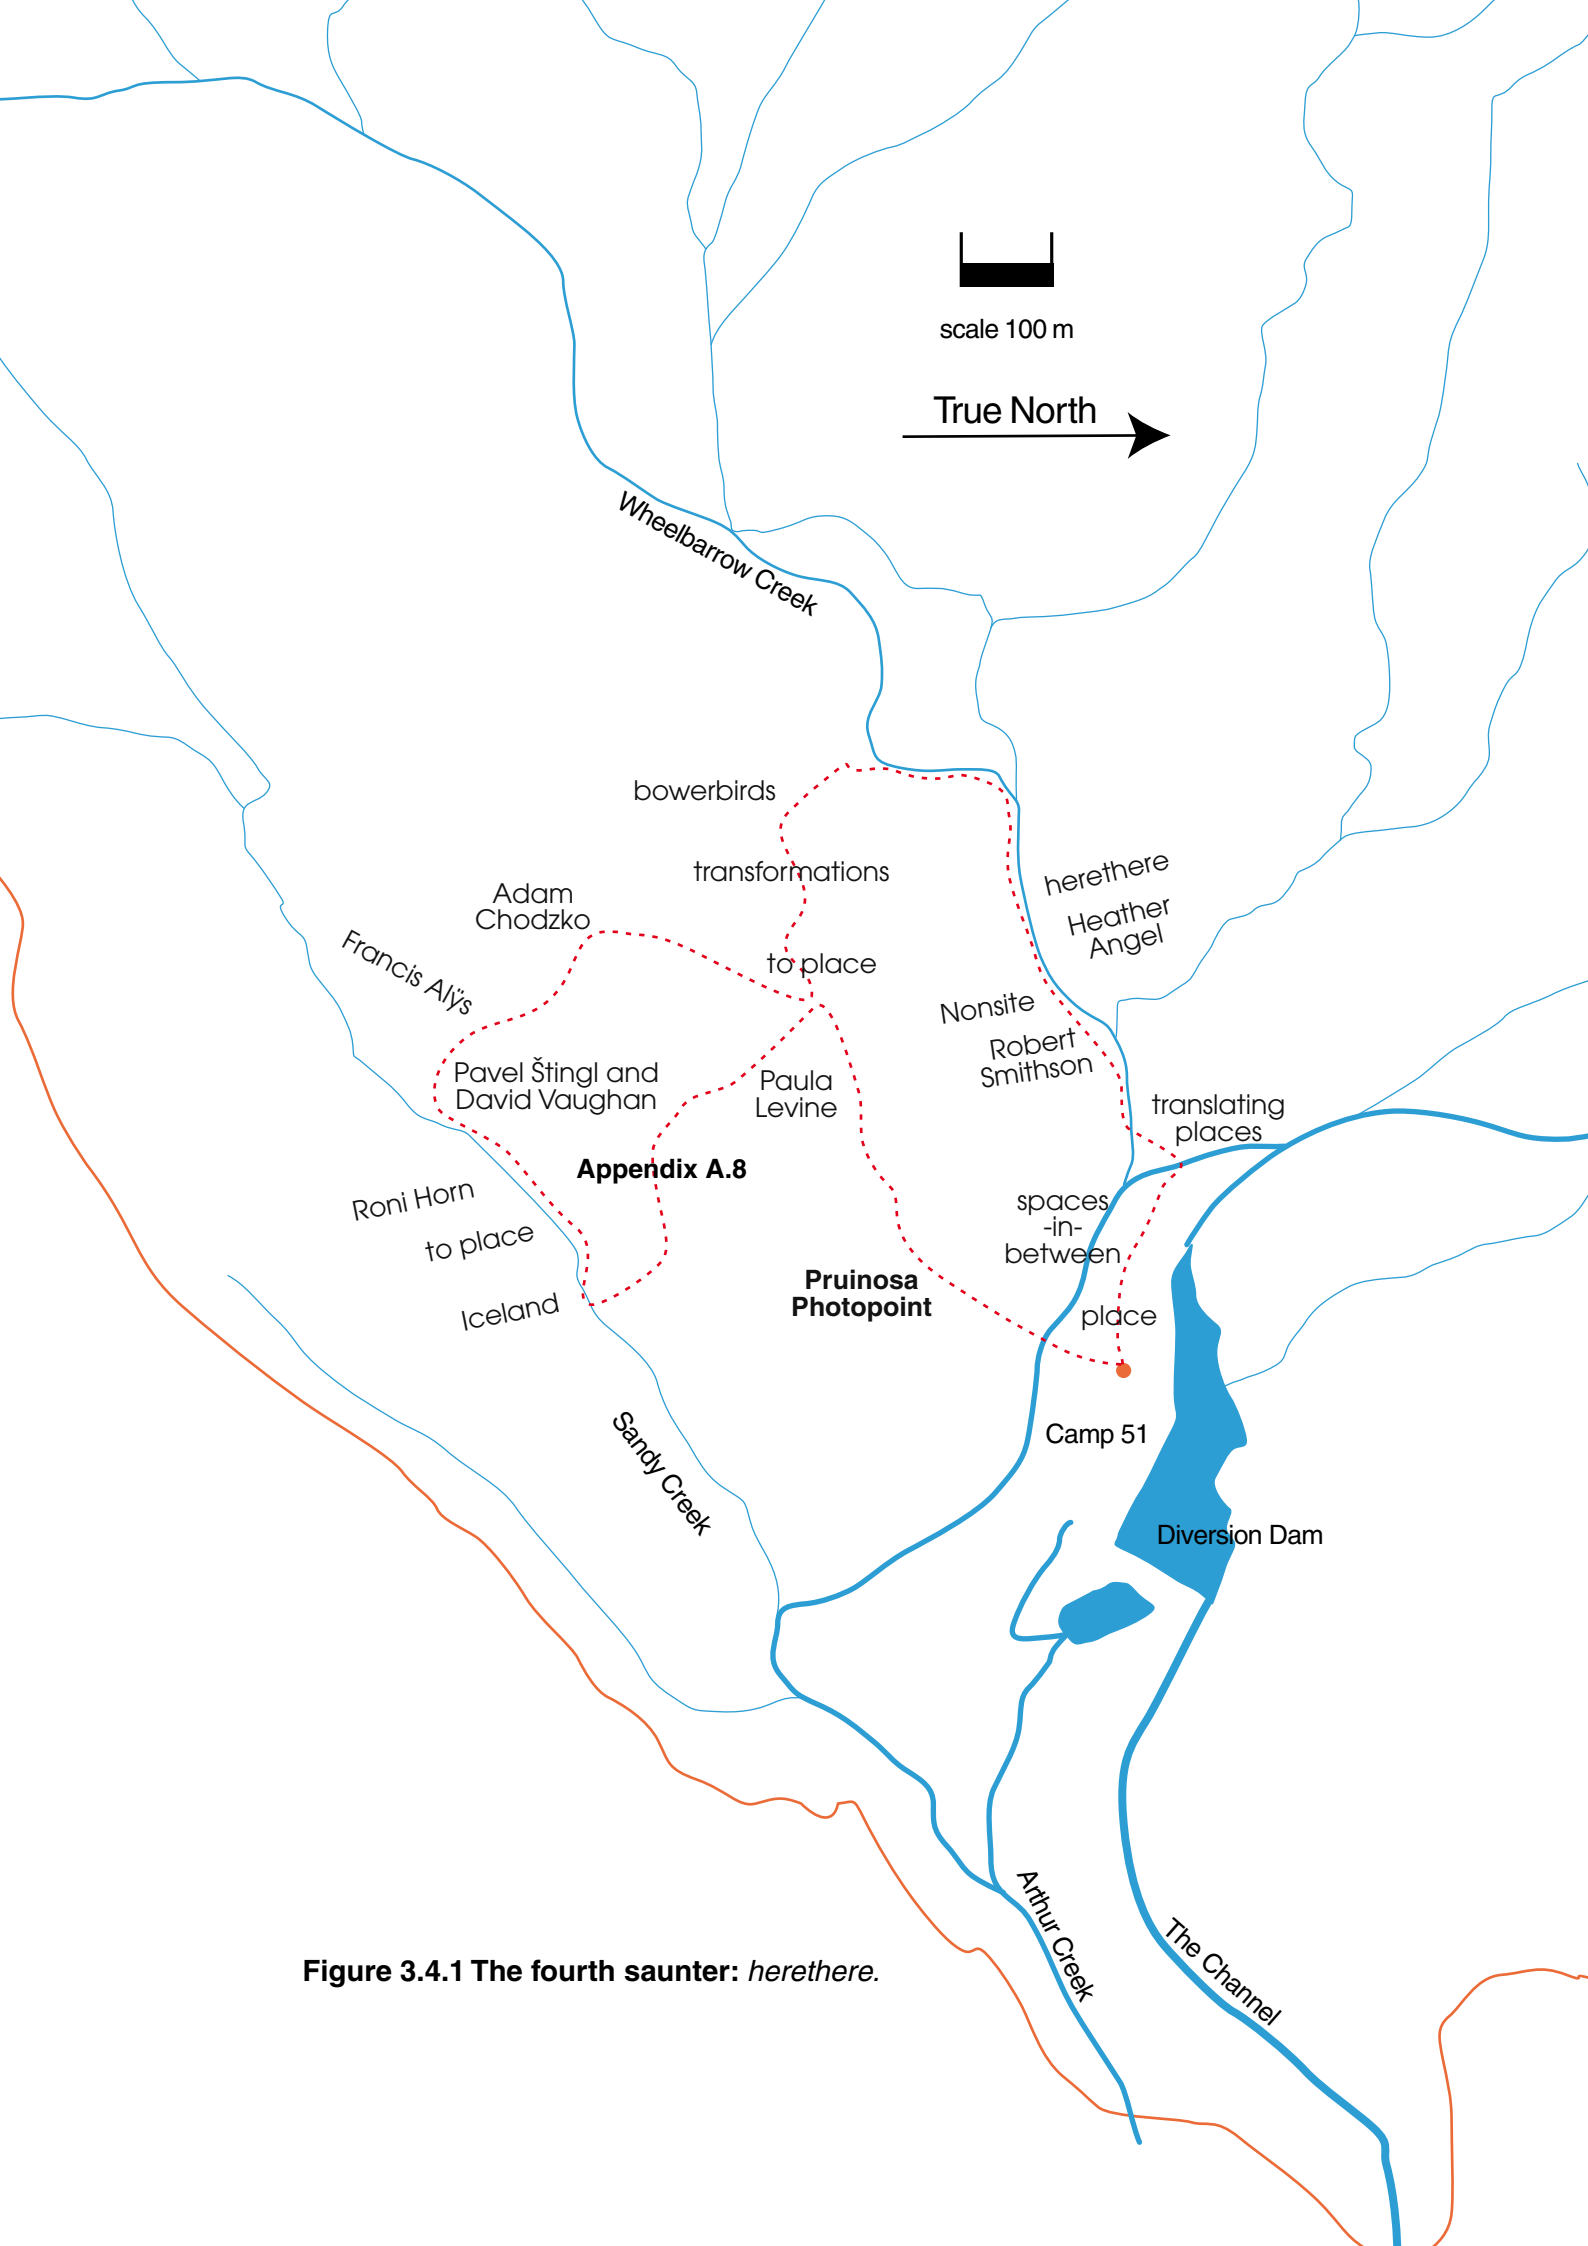 scale 100 m
True North
Wheelbarrow Creek
bowerbirds
transformations
herethere
Adam
Chodzko
Heather
Angel
Francis Alÿs
to place
Nonsite
Robert
Smithson
Pavel Štingl and
David Vaughan
Paula
Levine
translating
places
Appendix A.8
Roni Horn
to place
Iceland
spaces
-in-
between
Pruinosa
Photopoint
place
Camp 51
Sandy Creek
Diversion Dam
Arthur Creek
The Channel
Figure 3.4.1 The fourth saunter: herethere.